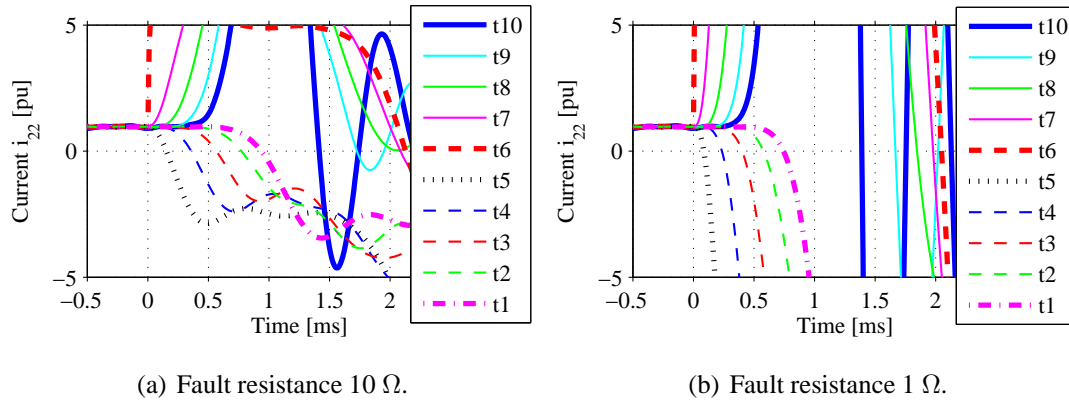 5
0
−5
−0.5 0 0.5 1 1.5 2
Time [ms]
Current i22 [pu]
t10
t9
t8
t7
t6
t5
t4
t3
t2
t1
(a) Fault resistance 10 Ω.
5
0
−5
−0.5 0 0.5 1 1.5 2
Time [ms]
Current i22 [pu]
t10
t9
t8
t7
t6
t5
t4
t3
t2
t1
(b) Fault resistance 1 Ω.